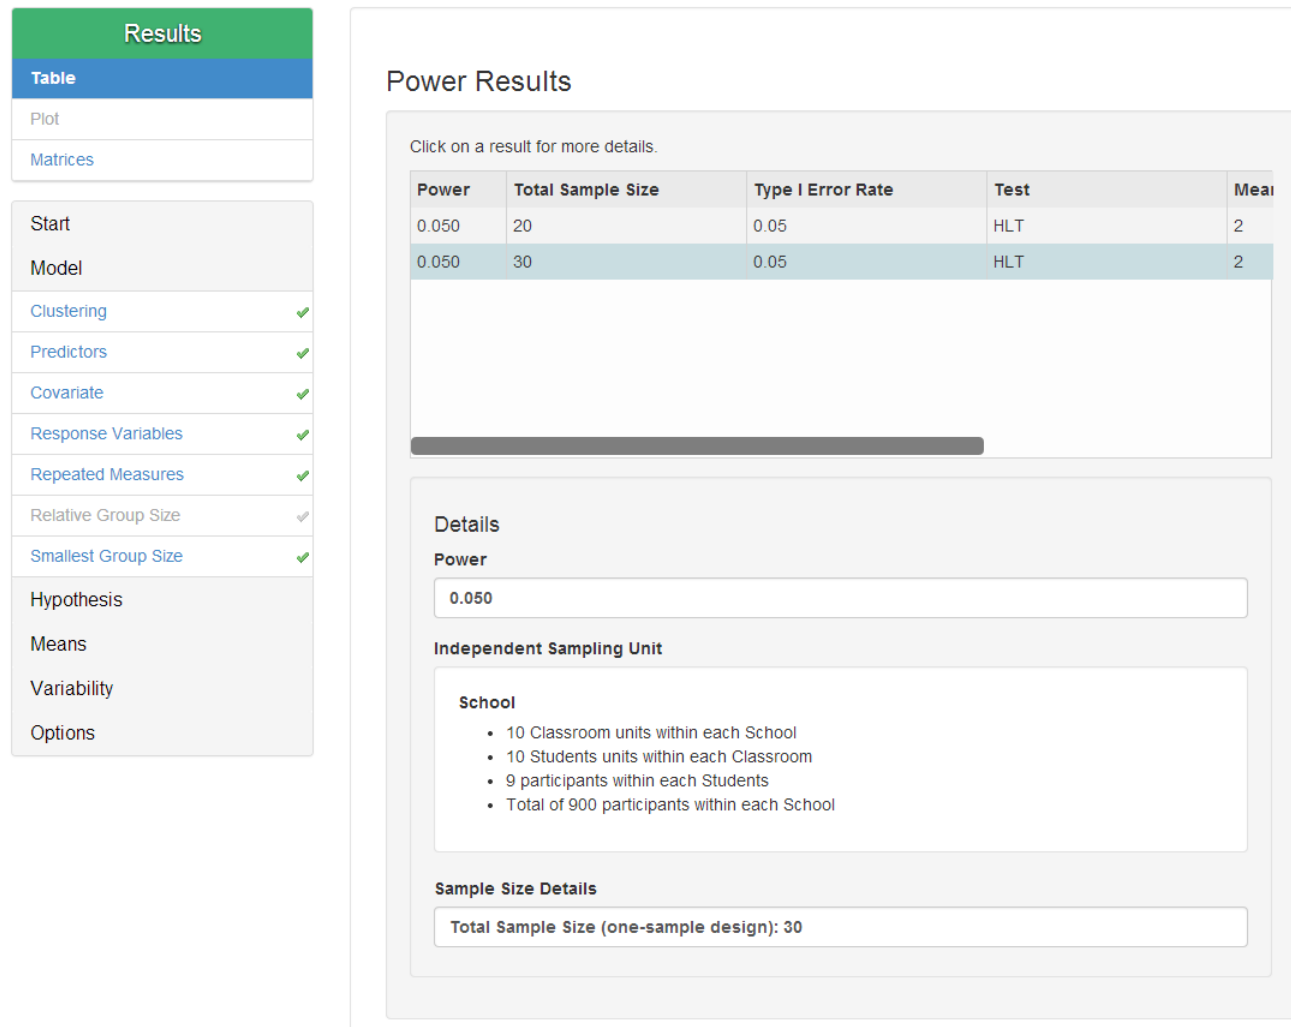 Results
Table
Plot
Matrices
Start
Model
Clustering
Predictors
Covariate
Response Variables
Repeated Measures
Relative Group Size
Smallest Group Size
Hypothesis
Means
Variability
Options
Power Results
Click on a result for more details.
Power Total Sample Size Type I Error Rate Test Mean
0.050 20 0.05 HLT 2
0.050 30 0.05 HLT 2
Details
Power
0.050
Independent Sampling Unit
School
• 10 Classroom units within each School
• 10 Students units within each Classroom
• 9 participants within each Students
• Total of 900 participants within each School
Sample Size Details
Total Sample Size (one-sample design): 30